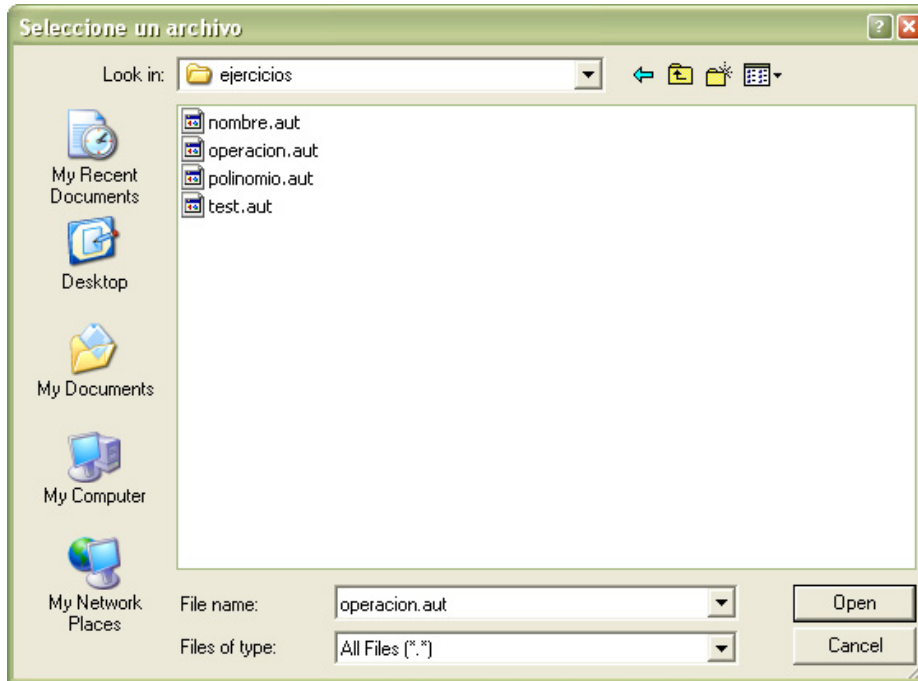 Seleccione un archivo
Look in: ejercicios
nombre.aut
operacion.aut
polinomio.aut
test.aut
My Recent
Documents
Desktop
My Documents
My Computer
My Network
Places
File name: operacion.aut Open
Files of type: All Files (*.*) Cancel